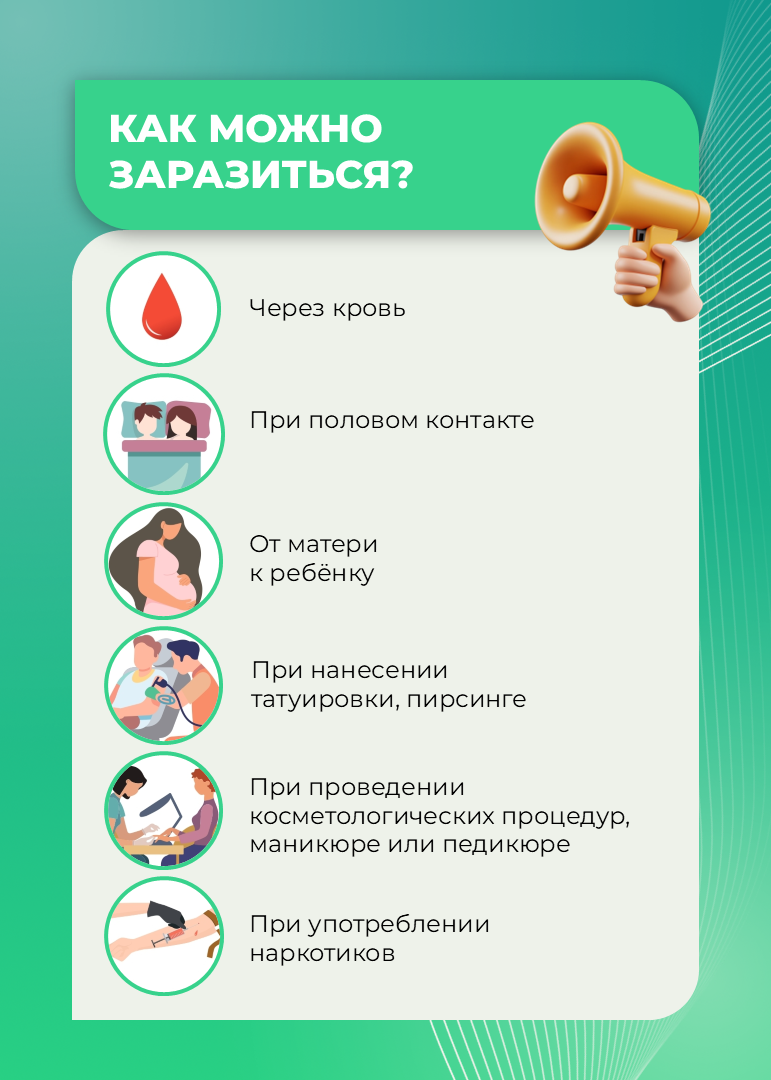 КАК МОЖНО
ЗАРАЗИТЬСЯ?
Через кровь
При половом контакте
От матери
к ребёнку
При нанесении
татуировки, пирсинге
При проведении
косметологических процедур,
маникюре или педикюре
При употреблении
наркотиков